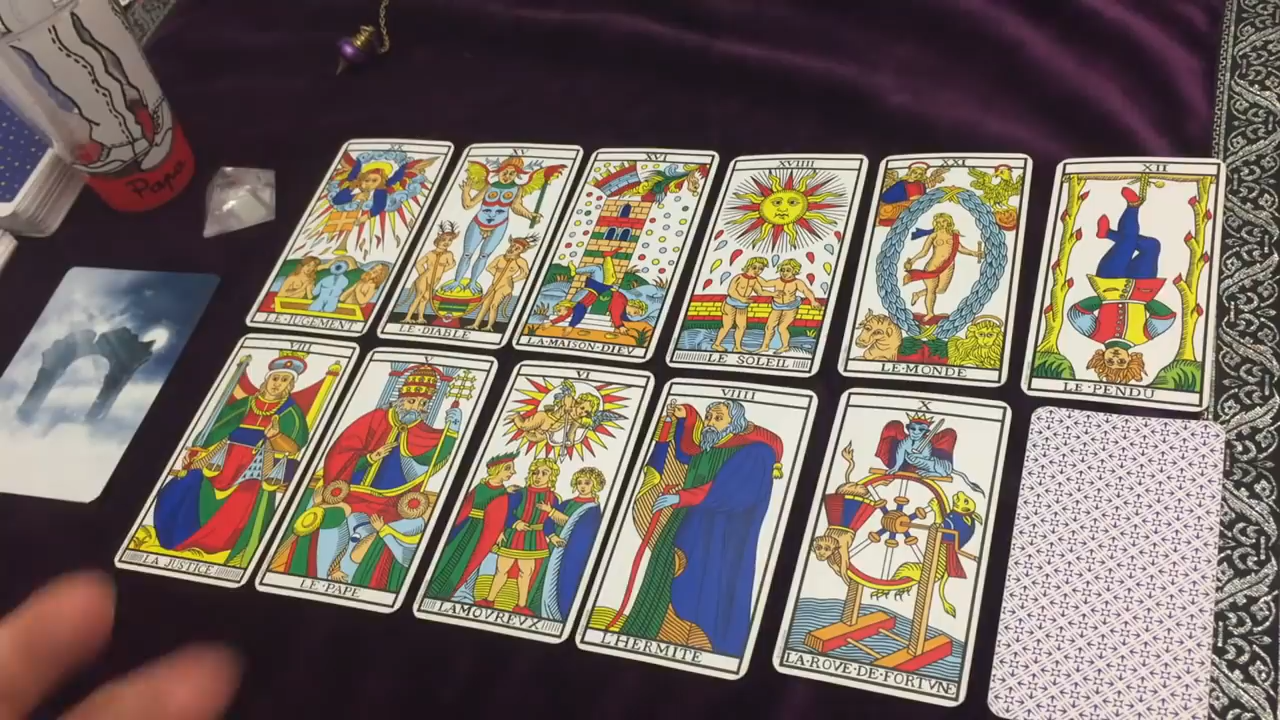 Papa
XX
LE·JUGEMENT
XV
LE·DIABLE
XVI
LA·MAISON·DIEV
XVIIII
LE SOLEIL
XXI
LE·MONDE
XII
LE·PENDU
VIII
LA JUSTICE
V
LE·PAPE
VI
LAMOVREVX
VIIII
L'HERMITE
X
LA·ROVE·DE·FORTVNE